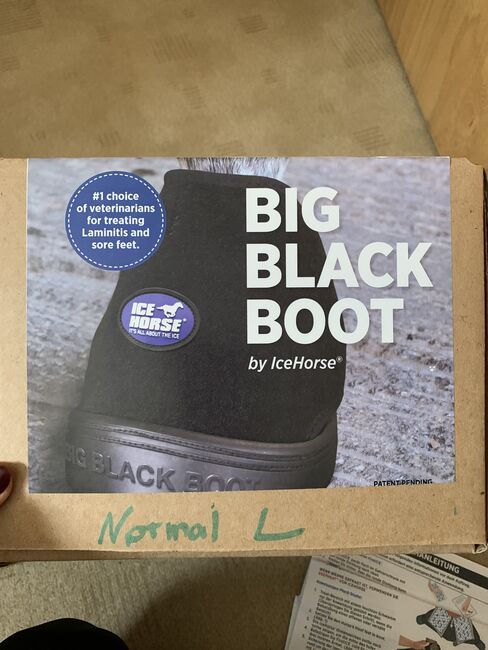 #1 choice
of veterinarians
for treating
Laminitis and
sore feet.
BIG
BLACK
BOOT
by IceHorse®
ICE
HORSE®
IT'S ALL ABOUT THE ICE
BIG BLACK BOOT
PATENT PENDING
Normal L
ANLEITUNG